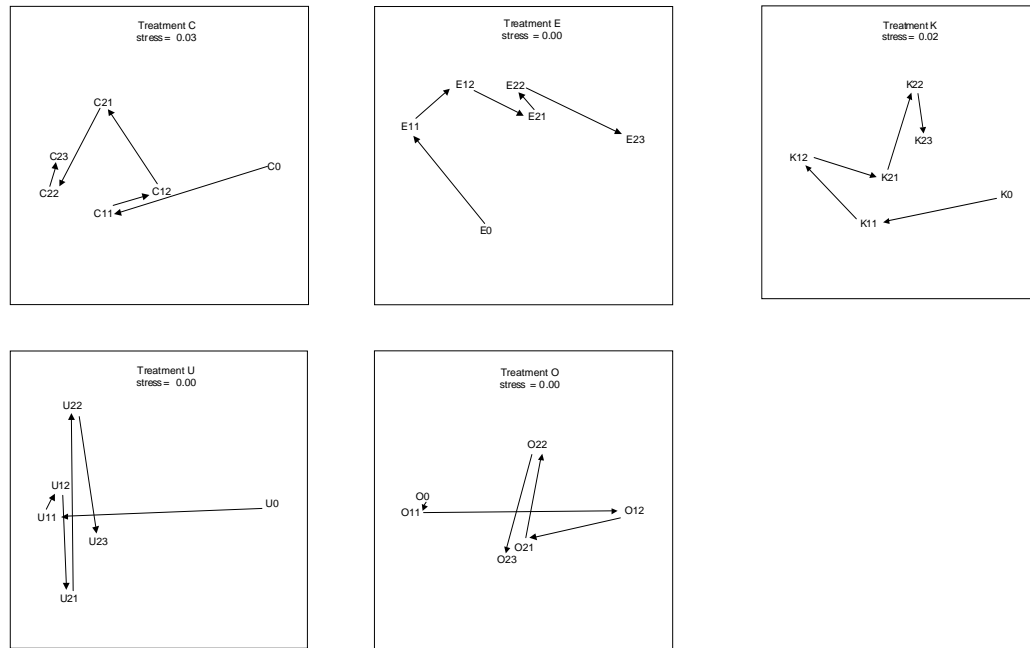 Treatment C
stress = 0.03
C21
C23
C22
C12
C11
C0
Treatment E
stress = 0.00
E12
E22
E21
E11
E23
E0
Treatment K
stress = 0.02
K22
K23
K12
K21
K0
K11
Treatment U
stress = 0.00
U22
U12
U11
U0
U23
U21
Treatment O
stress = 0.00
O22
O0
O11
O12
O21
O23